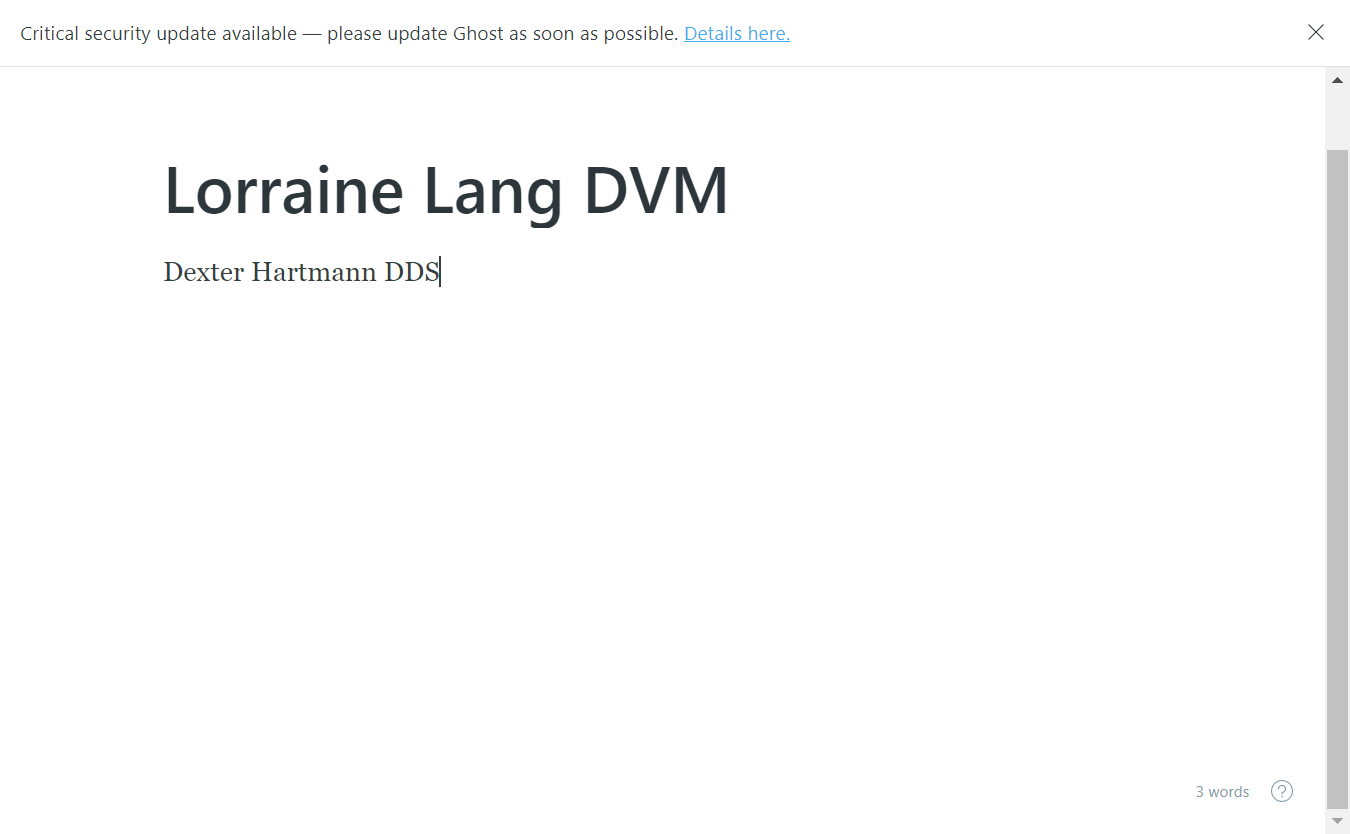 Critical security update available — please update Ghost as soon as possible. Details here.
Lorraine Lang DVM
Dexter Hartmann DDS
3 words
?